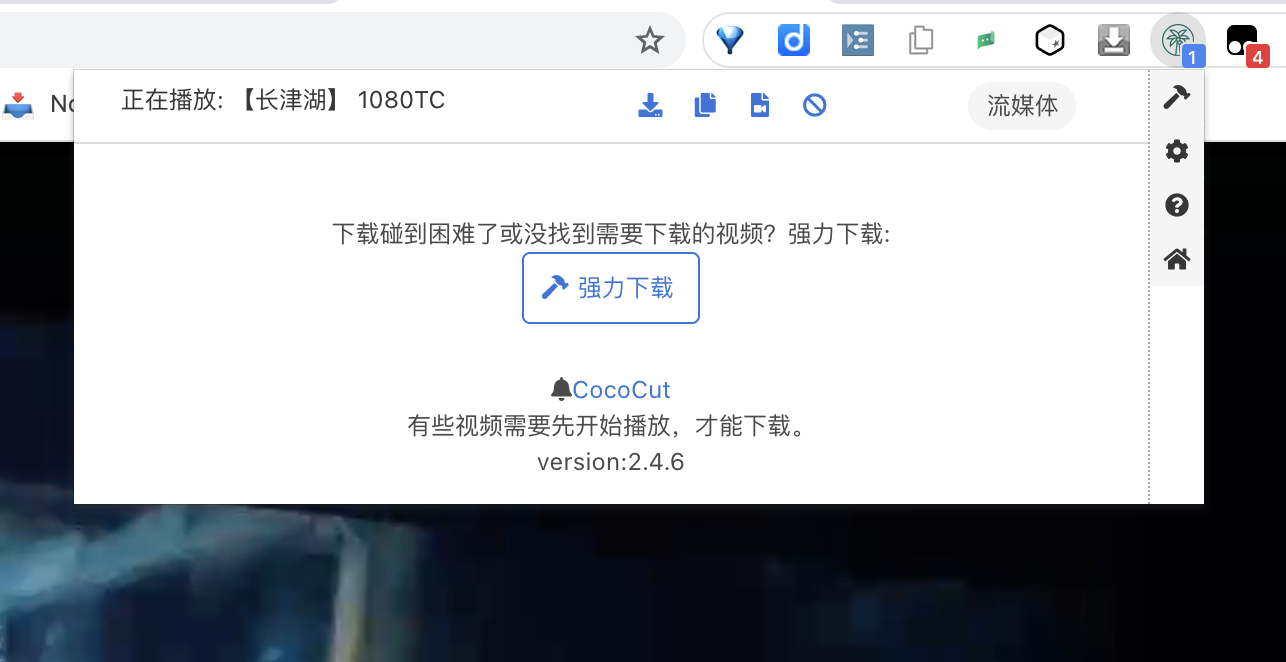 1
4
No
正在播放: 【长津湖】 1080TC
流媒体
下载碰到困难了或没找到需要下载的视频? 强力下载:
强力下载
CocoCut
有些视频需要先开始播放，才能下载。
version:2.4.6